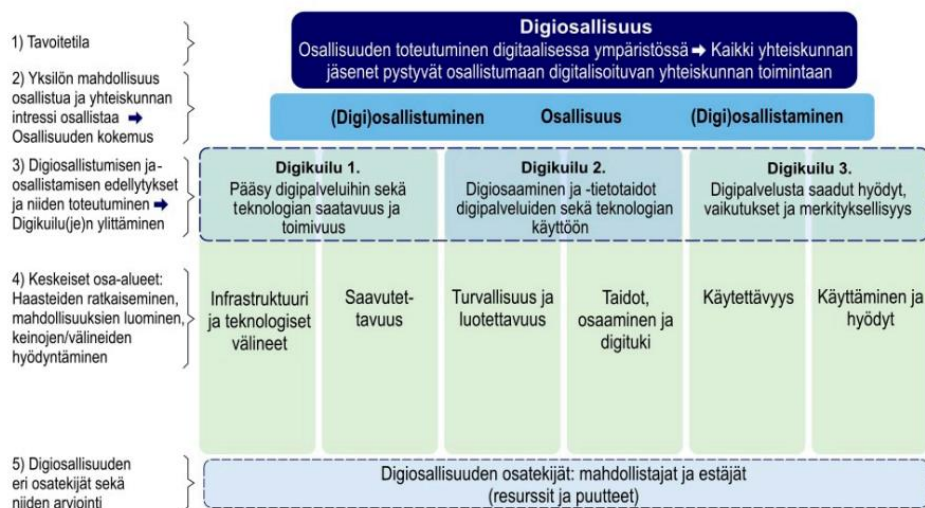 Digiosallisuus
Osallisuuden toteutuminen digitaalisessa ympäristössä ➡ Kaikki yhteiskunnan
jäsenet pystyvät osallistumaan digitalisoituvan yhteiskunnan toimintaan
1) Tavoitetila
2) Yksilön mahdollisuus
osallistua ja yhteiskunnan
intressi osallistaa ➡
Osallisuuden kokemus
(Digi)osallistuminen
Osallisuus
(Digi)osallistaminen
3) Digiosallistumisen ja-
osallistamisen edellytykset
ja niiden toteutuminen ➡
Digikuilu(je)n ylittäminen
Digikuilu 1.
Pääsy digipalveluihin sekä
teknologian saatavuus ja
toimivuus
Digikuilu 2.
Digiosaaminen ja -tietotaidot
digipalveluiden sekä teknologian
käyttöön
Digikuilu 3.
Digipalvelusta saadut hyödyt,
vaikutukset ja merkityksellisyys
4) Keskeiset osa-alueet:
Haasteiden ratkaiseminen,
mahdollisuuksien luominen,
keinojen/välineiden
hyödyntäminen
Infrastruktuuri
ja teknologiset
välineet
Saavutet-
tavuus
Turvallisuus ja
luotettavuus
Taidot,
osaaminen ja
digituki
Käytettävyys
Käyttäminen ja
hyödyt
5) Digiosallisuuden
eri osatekijät sekä
niiden arviointi
Digiosallisuuden osatekijät: mahdollistajat ja estäjät
(resurssit ja puutteet)